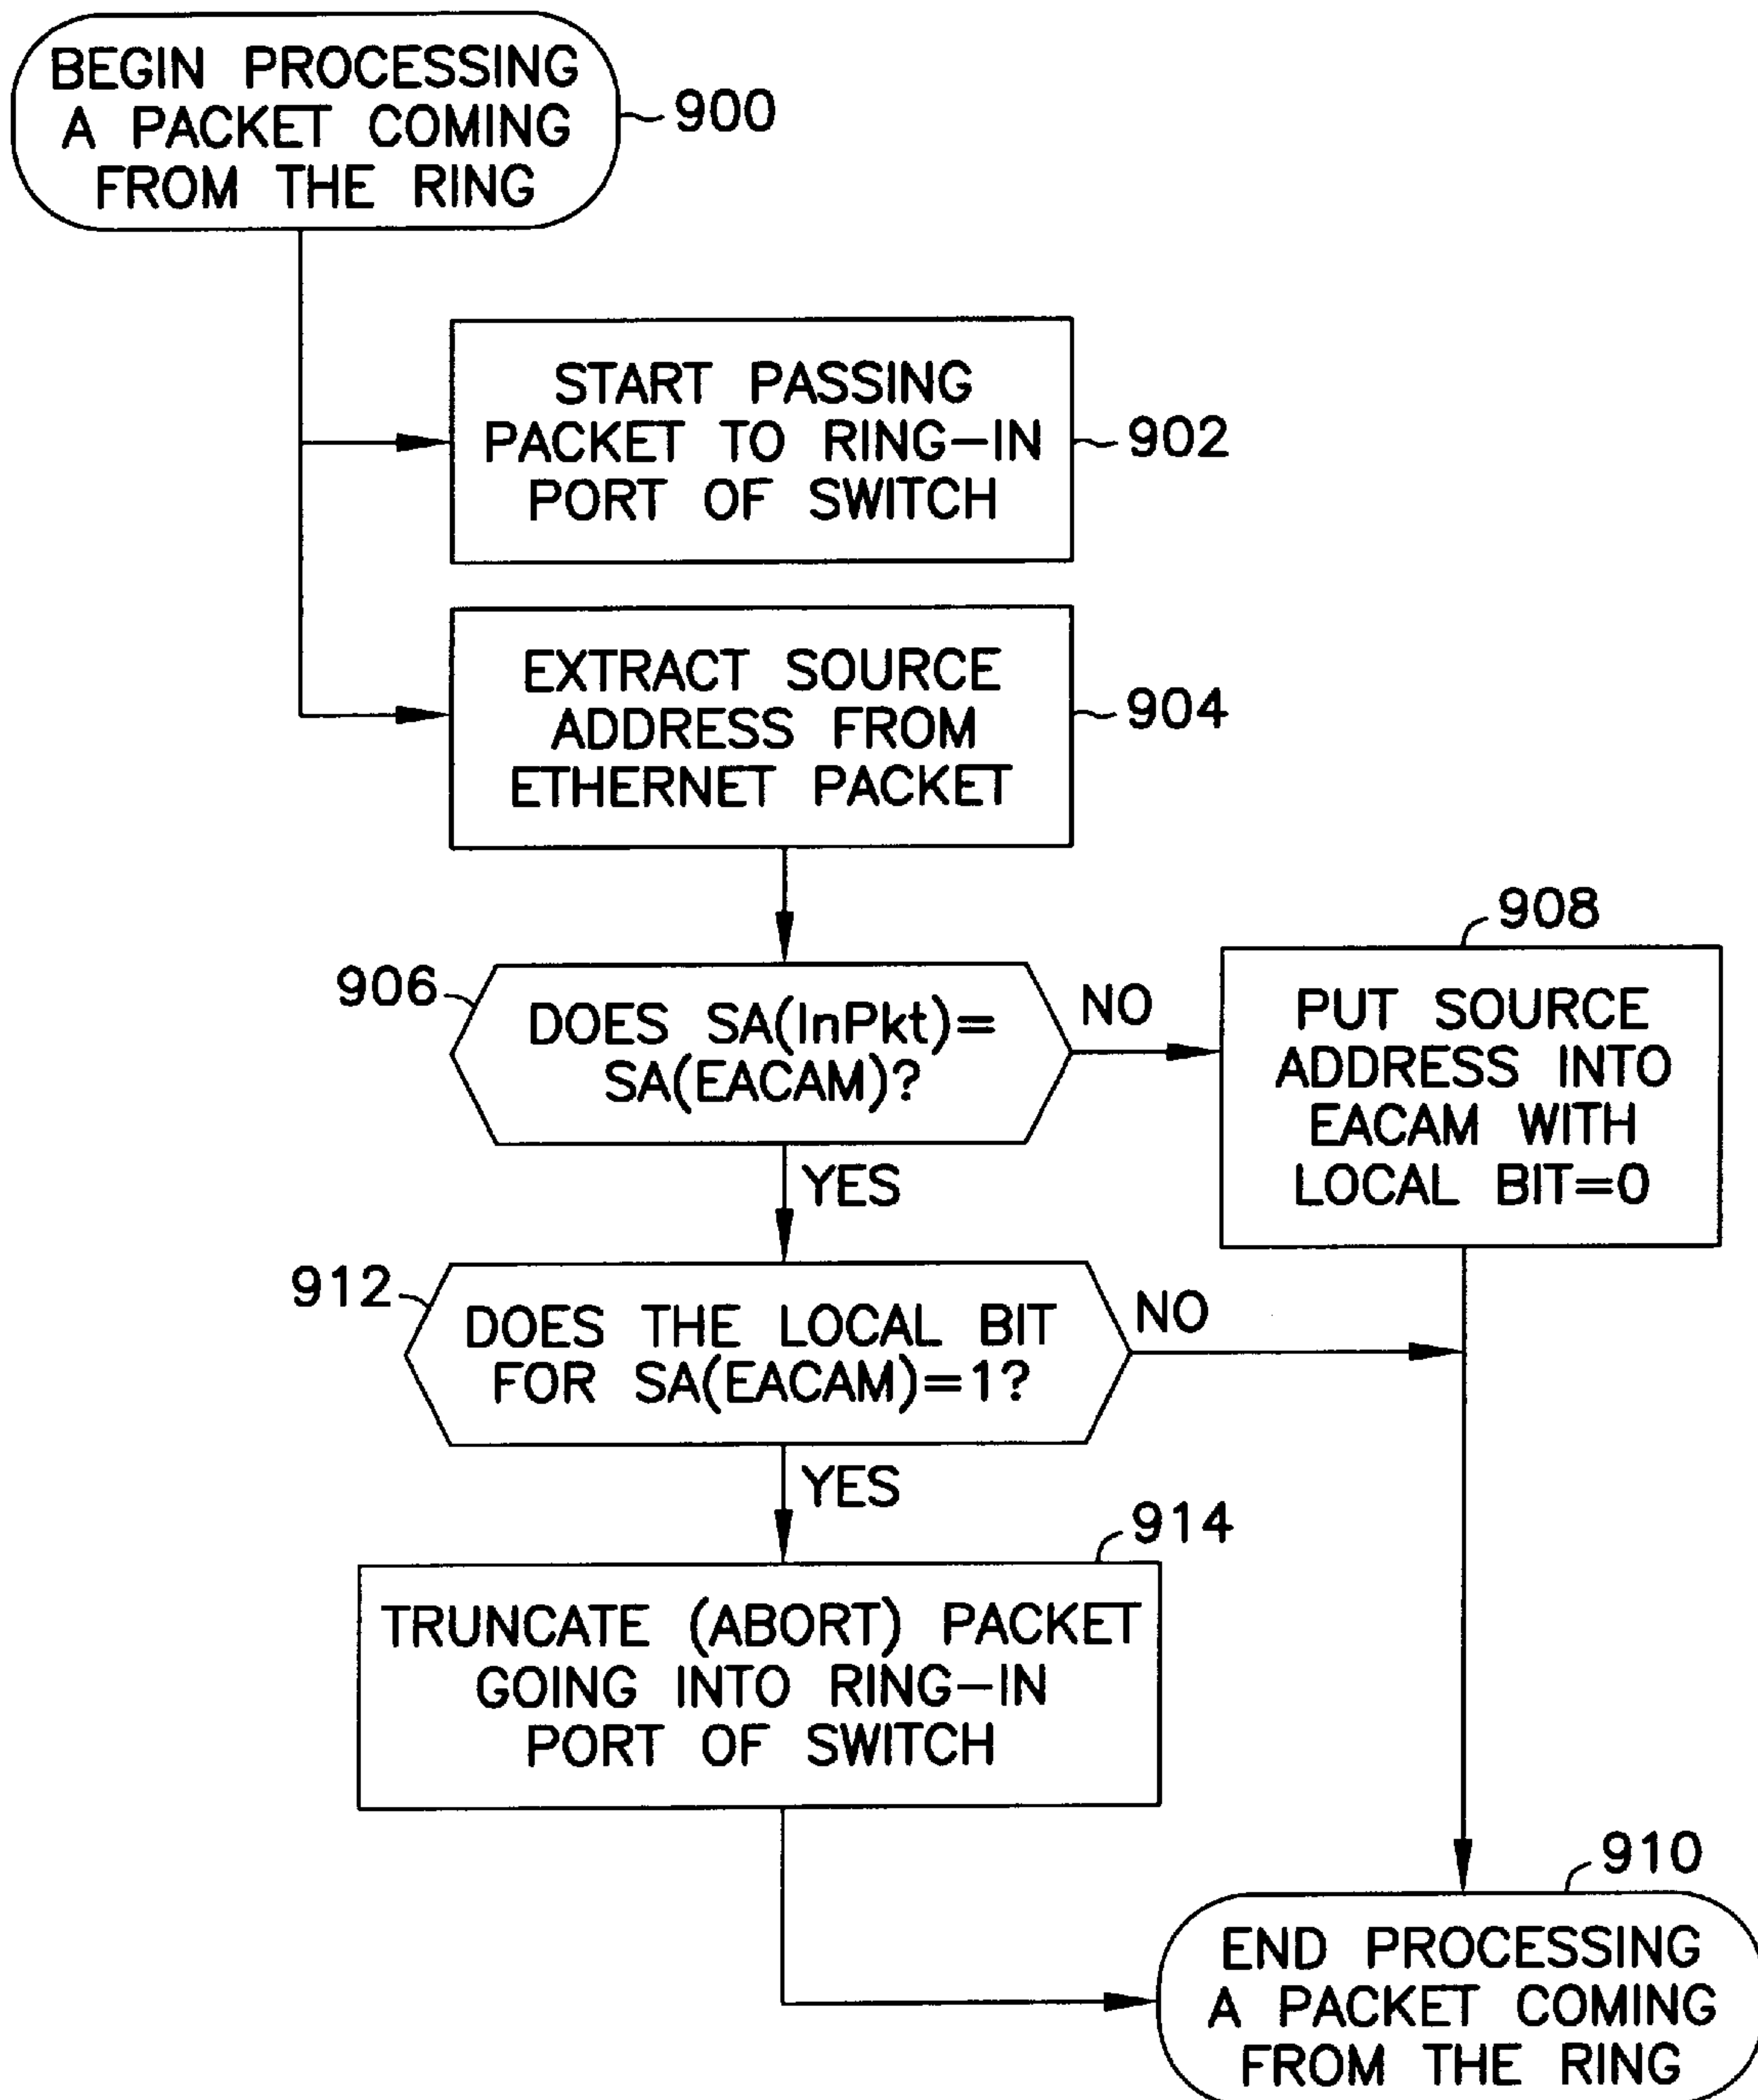 BEGIN PROCESSING
A PACKET COMING
FROM THE RING
900
START PASSING
PACKET TO RING-IN
PORT OF SWITCH
902
EXTRACT SOURCE
ADDRESS FROM
ETHERNET PACKET
904
906
DOES SA(InPkt)=
SA(EACAM)?
NO
908
PUT SOURCE
ADDRESS INTO
EACAM WITH
LOCAL BIT=0
YES
912
DOES THE LOCAL BIT
FOR SA(EACAM)=1?
NO
YES
914
TRUNCATE (ABORT) PACKET
GOING INTO RING-IN
PORT OF SWITCH
910
END PROCESSING
A PACKET COMING
FROM THE RING